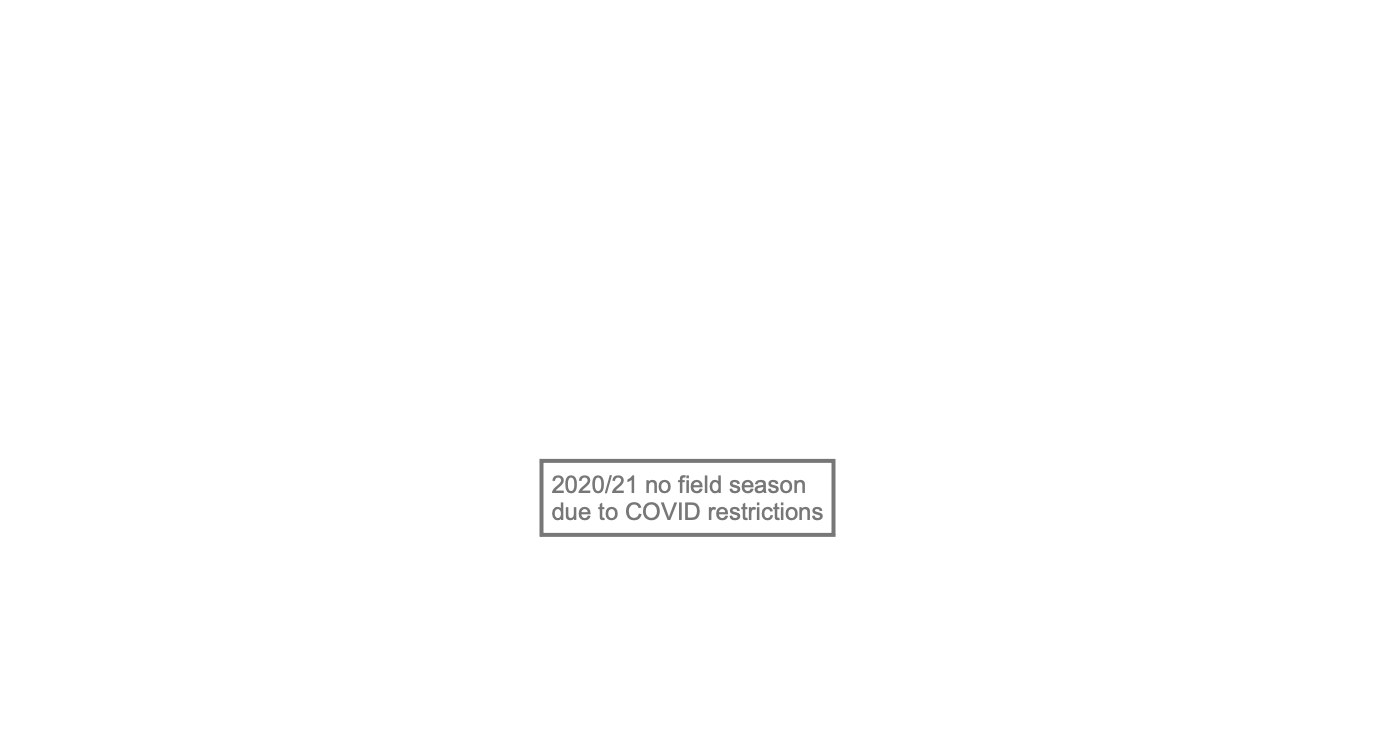 2020/21 no field season
due to COVID restrictions